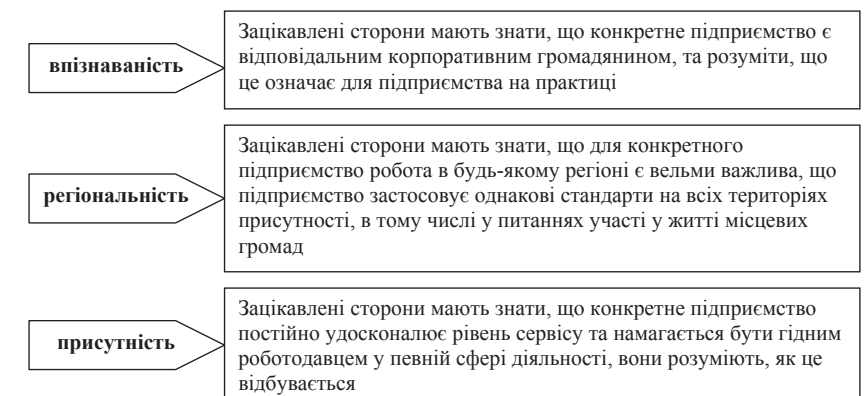 впізнаваність
Зацікавлені сторони мають знати, що конкретне підприємство є
відповідальним корпоративним громадянином, та розуміти, що
це означає для підприємства на практиці
регіональність
Зацікавлені сторони мають знати, що для конкретного
підприємство робота в будь-якому регіоні є вельми важлива, що
підприємство застосовує однакові стандарти на всіх територіях
присутності, в тому числі у питаннях участі у житті місцевих
громад
присутність
Зацікавлені сторони мають знати, що конкретне підприємство
постійно удосконалює рівень сервісу та намагається бути гідним
роботодавцем у певній сфері діяльності, вони розуміють, як це
відбувається